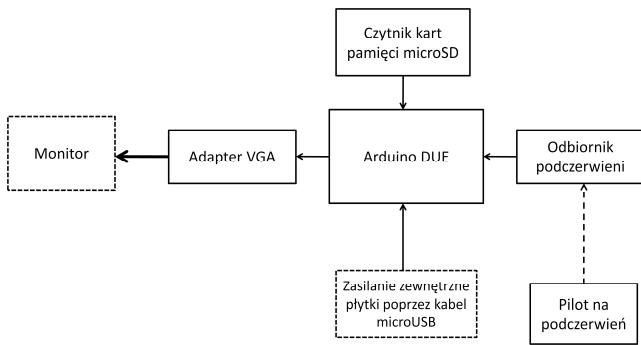 Czytnik kart
pamięci microSD
Monitor
Adapter VGA
Arduino DUE
Odbiornik
podczerwieni
Zasilanie zewnętrzne
płytki poprzez kabel
microUSB
Pilot na
podczerwień